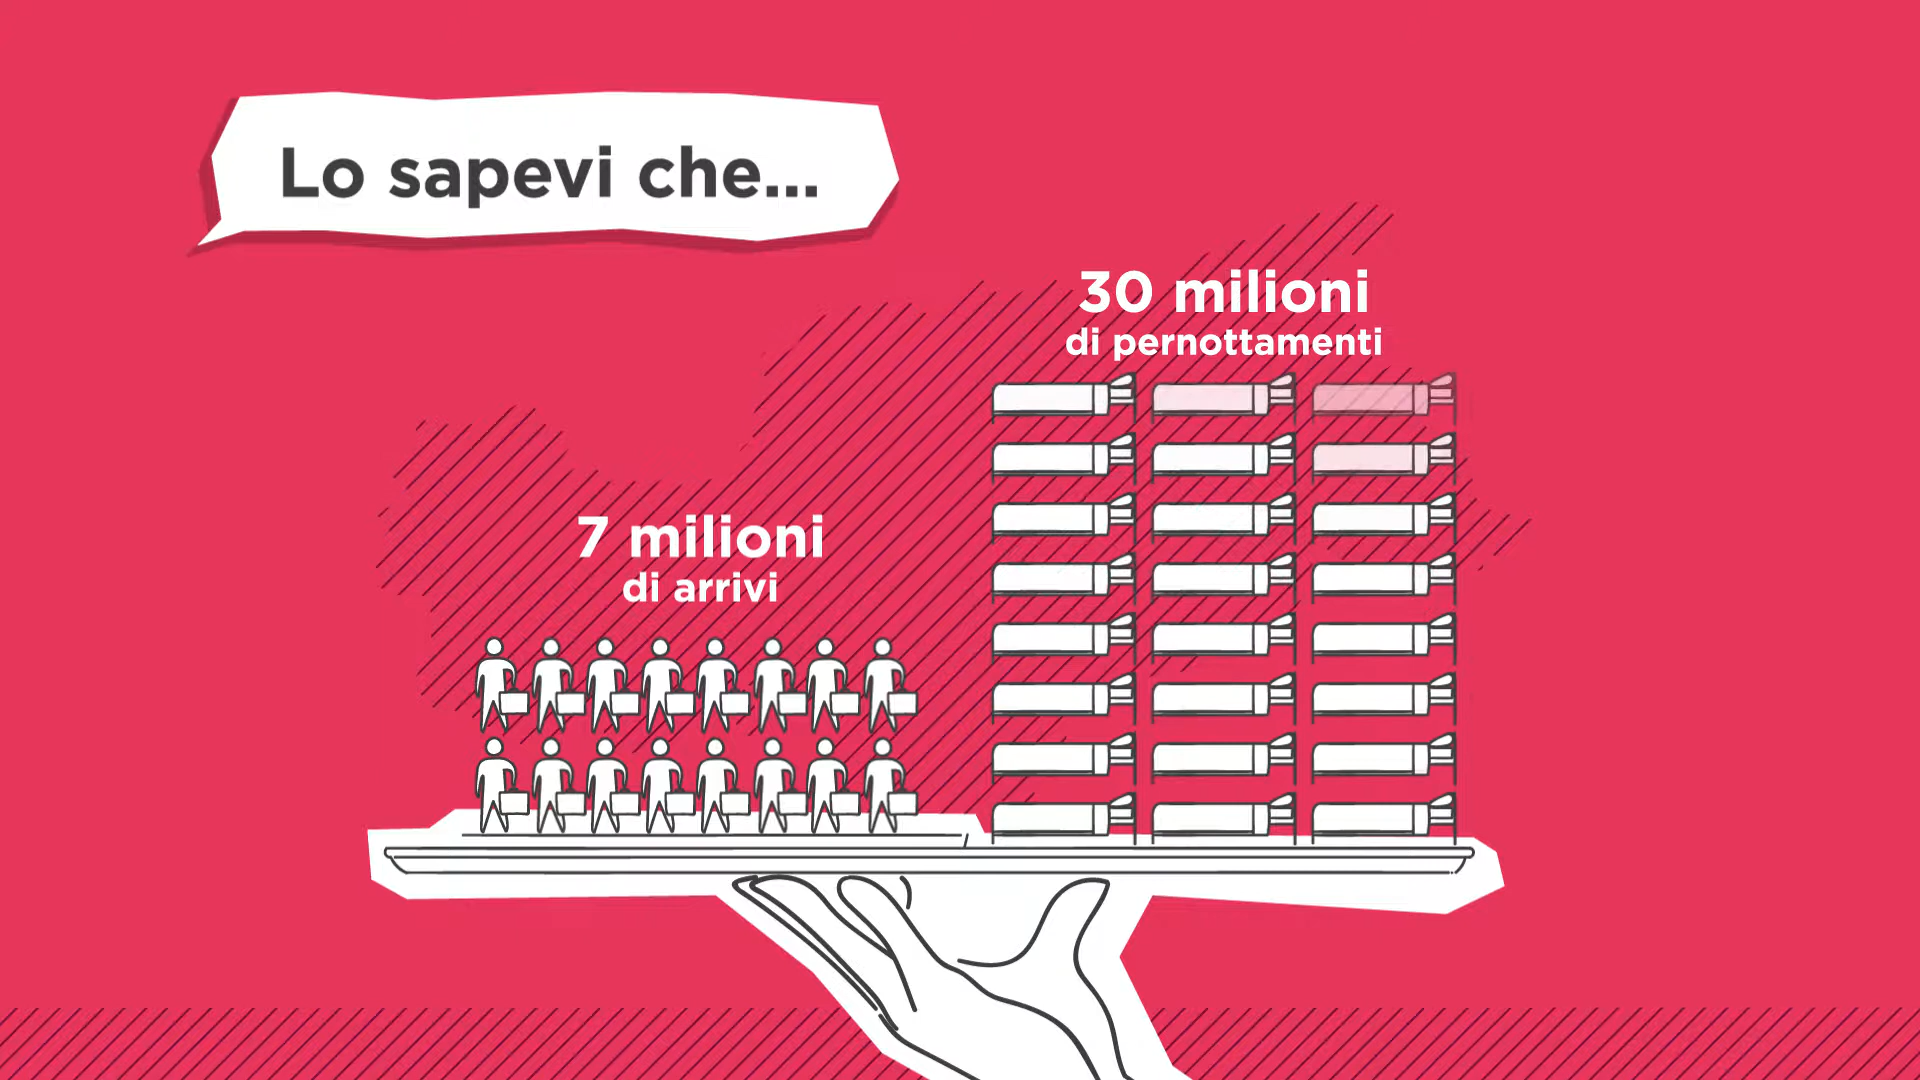 Lo sapevi che...
30 milioni
di pernottamenti
7 milioni
di arrivi